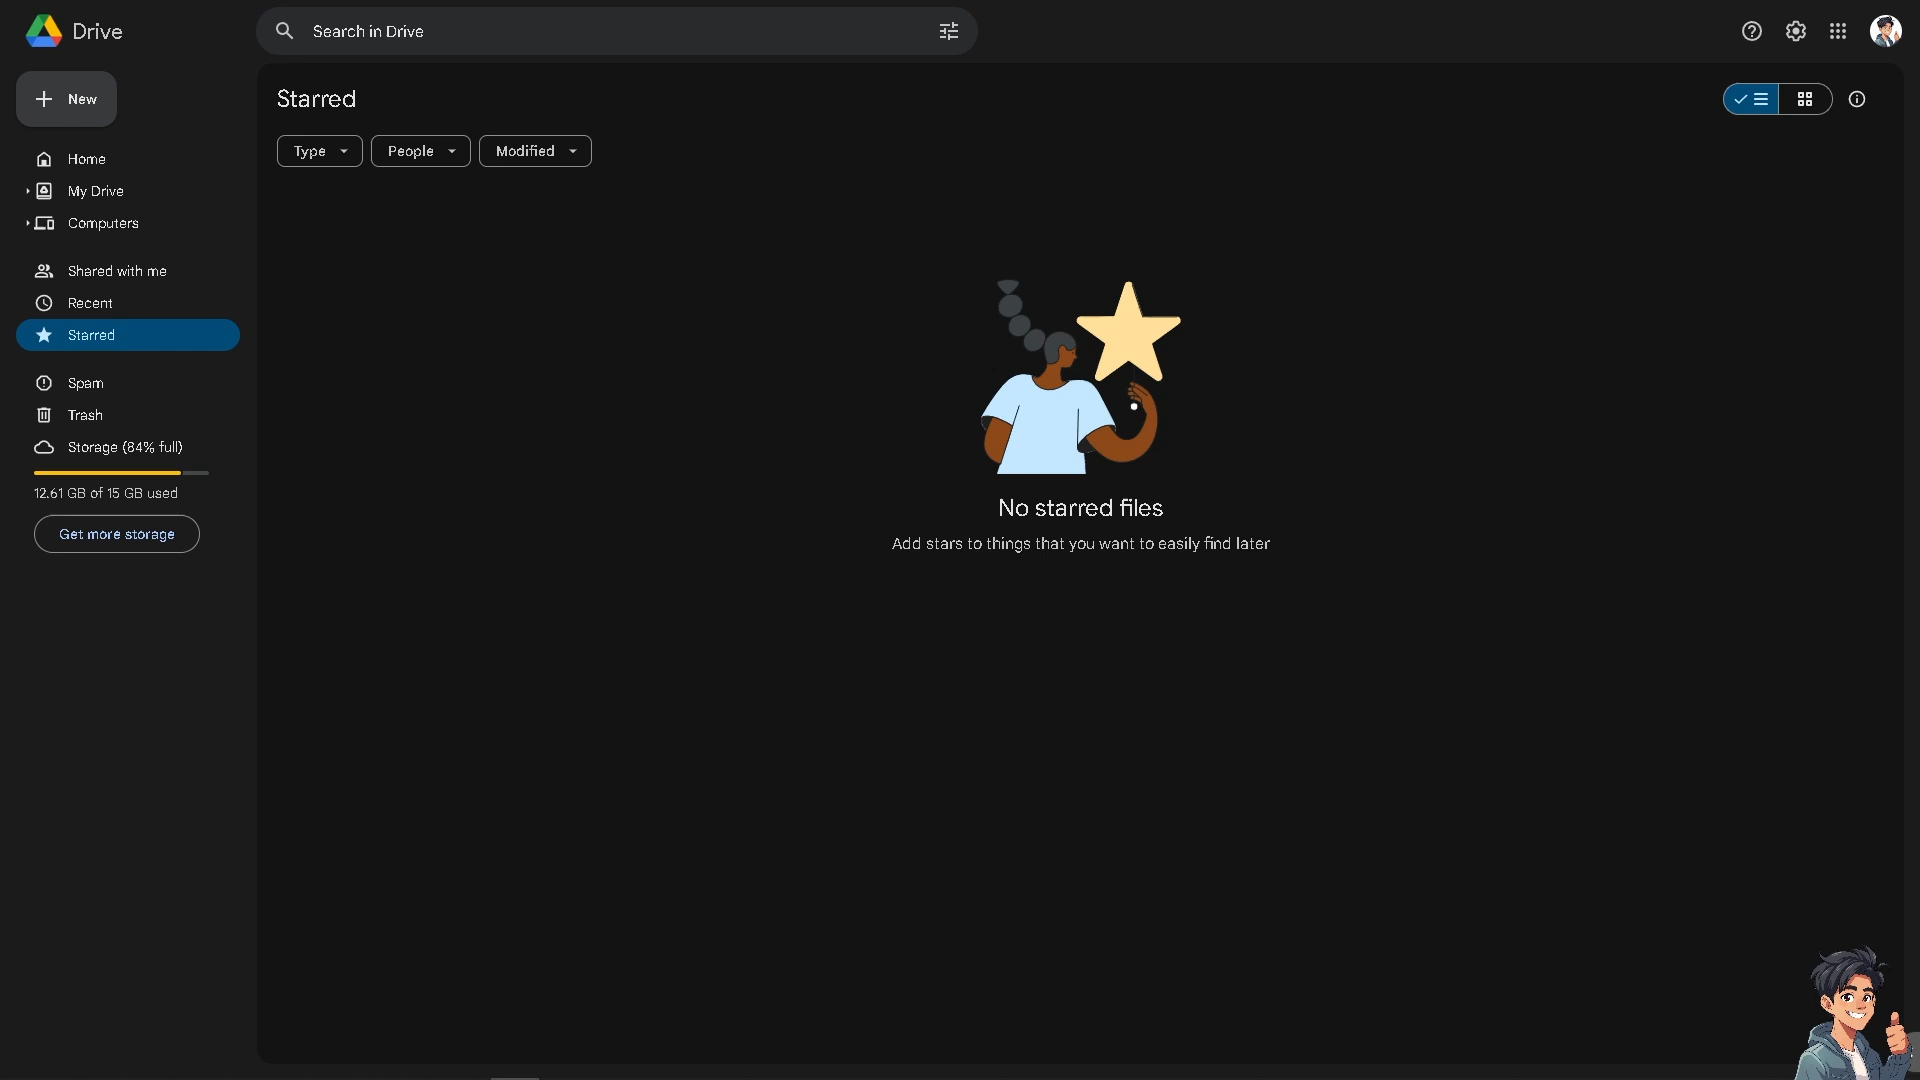 Drive
Search in Drive
New
Starred
Type
People
Modified
Home
My Drive
Computers
Shared with me
Recent
Starred
Spam
Trash
Storage (84% full)
12.61 GB of 15 GB used
Get more storage
No starred files
Add stars to things that you want to easily find later